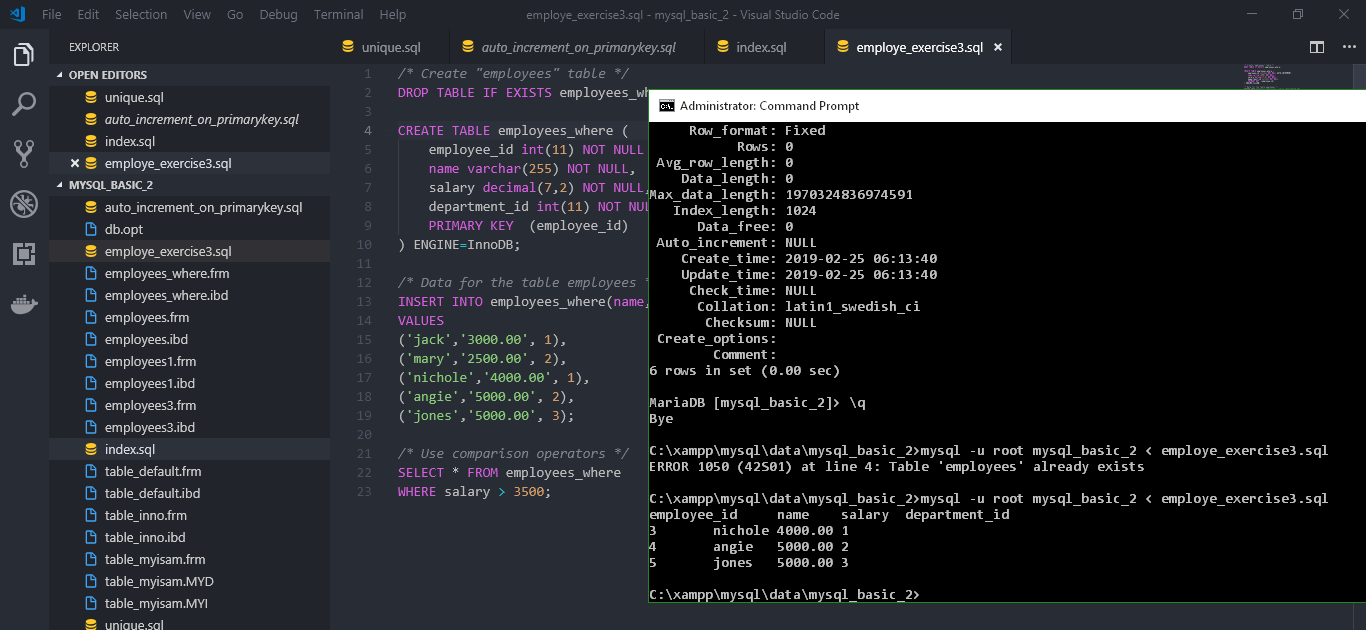 File Edit Selection View Go Debug Terminal Help
employe_exercise3.sql - mysql_basic_2 - Visual Studio Code
EXPLORER
OPEN EDITORS
unique.sql
auto_increment_on_primarykey.sql
index.sql
employe_exercise3.sql
MYSQL_BASIC_2
auto_increment_on_primarykey.sql
db.opt
employe_exercise3.sql
employees_where.frm
employees_where.ibd
employees.frm
employees.ibd
employees1.frm
employees1.ibd
employees3.frm
employees3.ibd
index.sql
table_default.frm
table_default.ibd
table_inno.frm
table_inno.ibd
table_myisam.frm
table_myisam.MYD
table_myisam.MYI
unique.sql
unique.sql auto_increment_on_primarykey.sql index.sql employe_exercise3.sql
1 /* Create "employees" table */
2 DROP TABLE IF EXISTS employees_wh
3
4 CREATE TABLE employees_where (
5 employee_id int(11) NOT NULL
6 name varchar(255) NOT NULL,
7 salary decimal(7,2) NOT NULL,
8 department_id int(11) NOT NUL
9 PRIMARY KEY (employee_id)
10 ) ENGINE=InnoDB;
11
12 /* Data for the table employees *
13 INSERT INTO employees_where(name,
14 VALUES
15 ('jack','3000.00', 1),
16 ('mary','2500.00', 2),
17 ('nichole','4000.00', 1),
18 ('angie','5000.00', 2),
19 ('jones','5000.00', 3);
20
21 /* Use comparison operators */
22 SELECT * FROM employees_where
23 WHERE salary > 3500;
Administrator: Command Prompt
Row_format: Fixed
Rows: 0
Avg_row_length: 0
Data_length: 0
Max_data_length: 1970324836974591
Index_length: 1024
Data_free: 0
Auto_increment: NULL
Create_time: 2019-02-25 06:13:40
Update_time: 2019-02-25 06:13:40
Check_time: NULL
Collation: latin1_swedish_ci
Checksum: NULL
Create_options:
Comment:
6 rows in set (0.00 sec)
MariaDB [mysql_basic_2]> \q
Bye
C:\xampp\mysql\data\mysql_basic_2>mysql -u root mysql_basic_2 < employe_exercise3.sql
ERROR 1050 (42S01) at line 4: Table 'employees' already exists
C:\xampp\mysql\data\mysql_basic_2>mysql -u root mysql_basic_2 < employe_exercise3.sql
employee_id name salary department_id
3 nichole 4000.00 1
4 angie 5000.00 2
5 jones 5000.00 3
C:\xampp\mysql\data\mysql_basic_2>